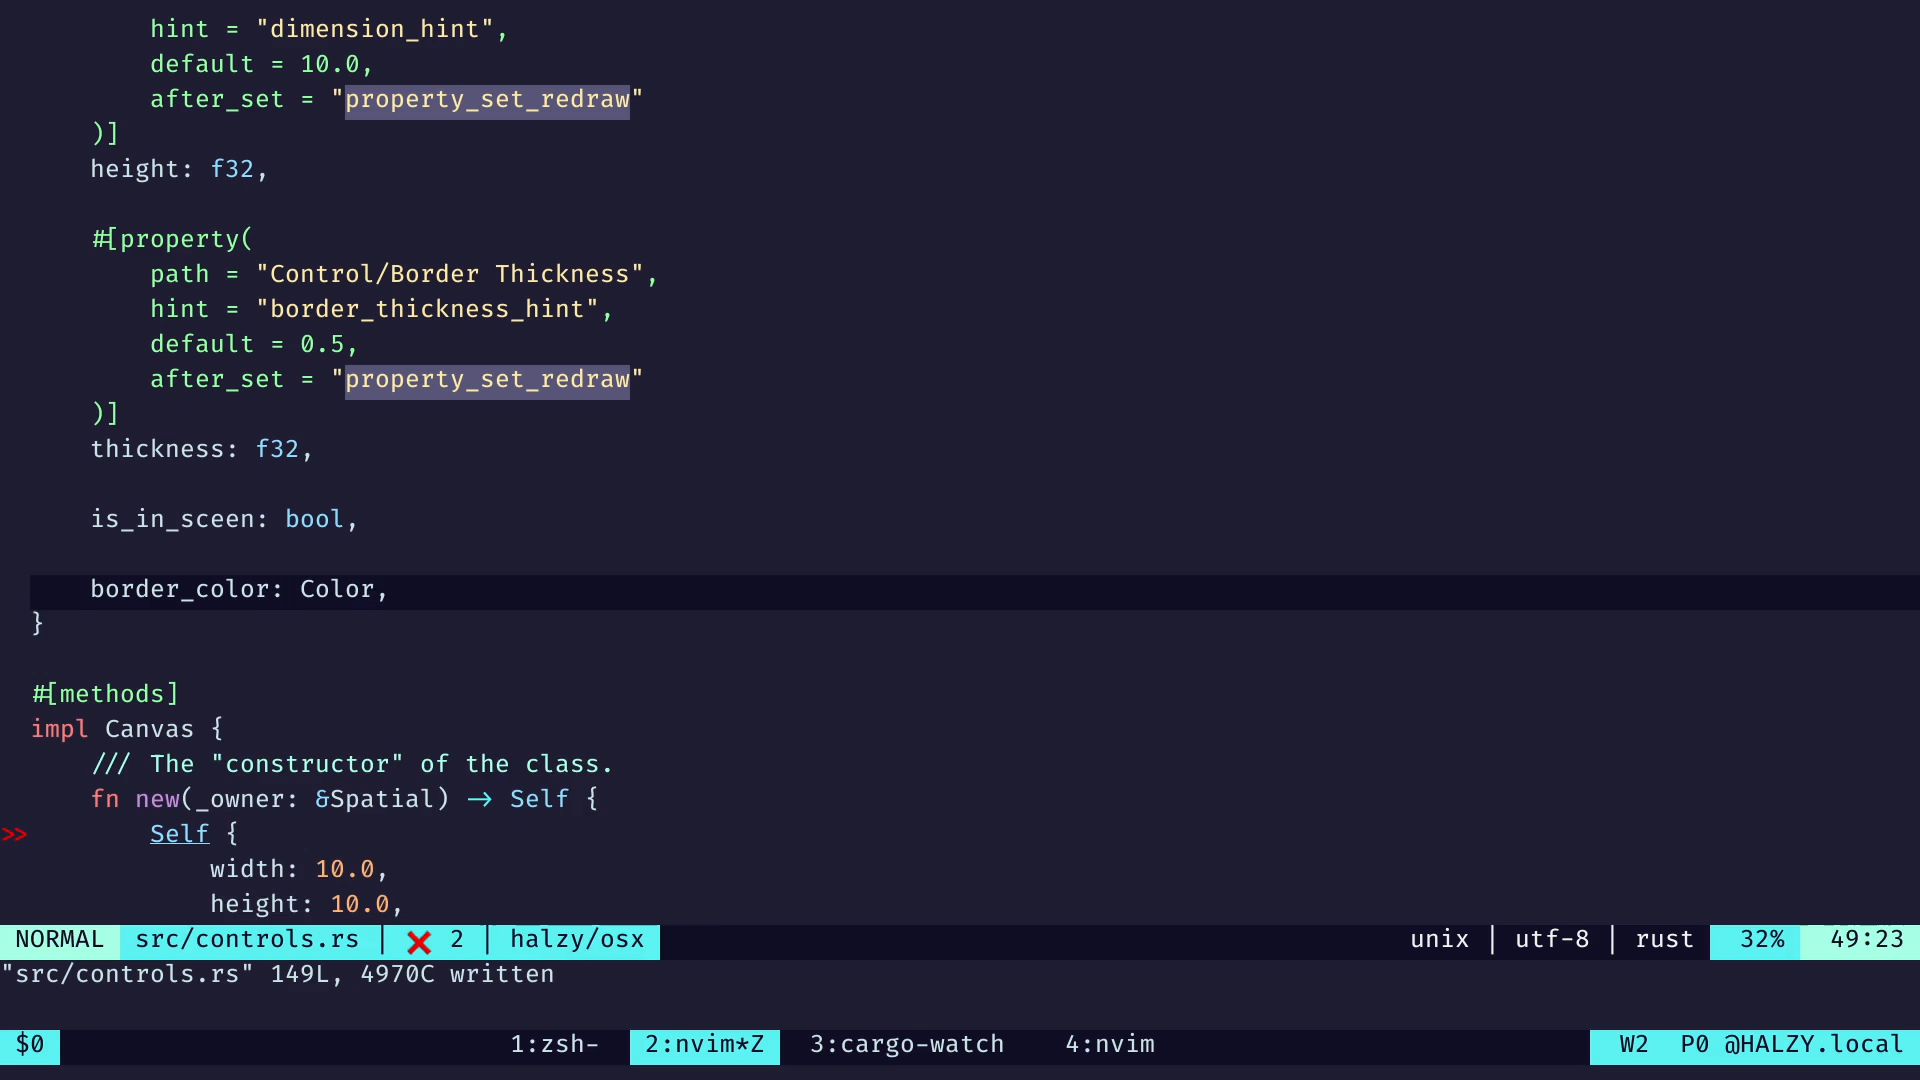 hint = "dimension_hint",
default = 10.0,
after_set = "property_set_redraw"
)]
height: f32,
#[property(
path = "Control/Border Thickness",
hint = "border_thickness_hint",
default = 0.5,
after_set = "property_set_redraw"
)]
thickness: f32,
is_in_sceen: bool,
border_color: Color,
}
#[methods]
impl Canvas {
/// The "constructor" of the class.
fn new(_owner: &Spatial) -> Self {
>> Self {
width: 10.0,
height: 10.0,
NORMAL src/controls.rs | ❌ 2 | halzy/osx unix | utf-8 | rust 32% 49:23
"src/controls.rs" 149L, 4970C written
$0 1:zsh- 2:nvim*Z 3:cargo-watch 4:nvim W2 P0 @HALZY.local